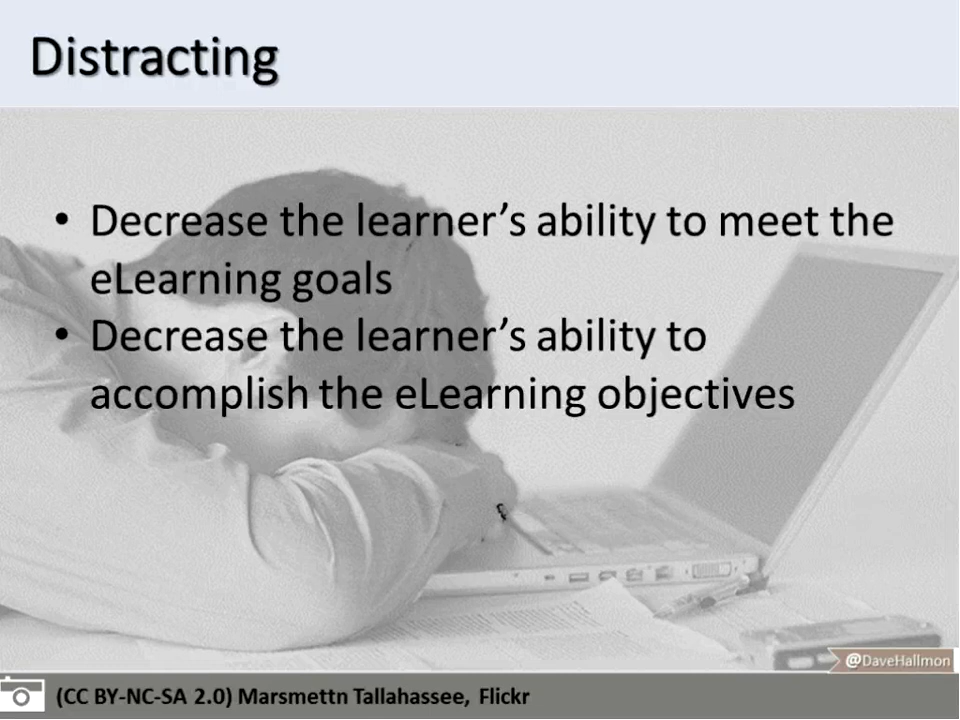 Distracting
• Decrease the learner’s ability to meet the
eLearning goals
• Decrease the learner’s ability to
accomplish the eLearning objectives
@DaveHallmon
(CC BY-NC-SA 2.0) Marsmettn Tallahassee, Flickr